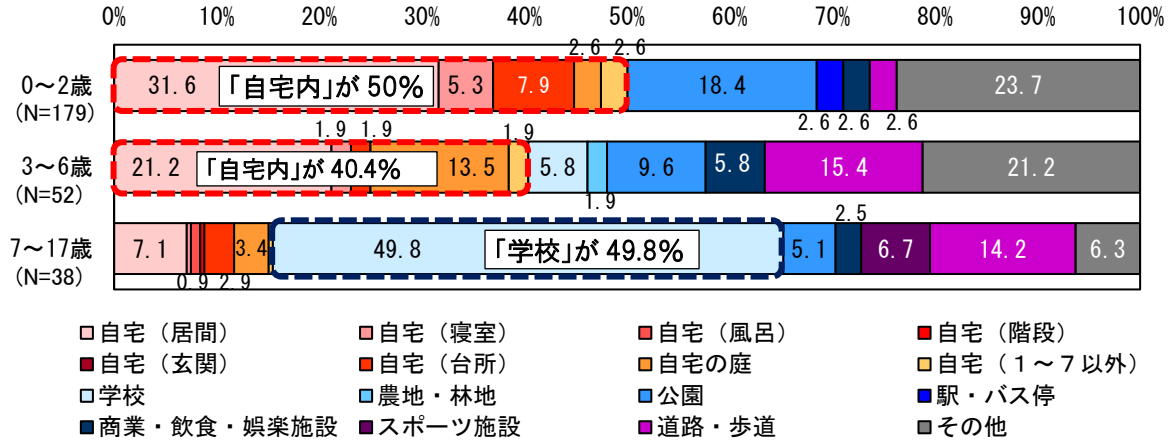 0% 10% 20% 30% 40% 50% 60% 70% 80% 90% 100%
2.6 2.6
0～2歳 31.6 「自宅内」が 50% 5.3 7.9 18.4 23.7
(N=179)
2.6 2.6 2.6
1.9 1.9 1.9
3～6歳 21.2 「自宅内」が 40.4% 13.5 5.8 9.6 5.8 15.4 21.2
(N=52)
1.9 2.5
7～17歳 7.1 3.4 49.8 「学校」が 49.8% 5.1 6.7 14.2 6.3
(N=38)
0.9 2.9
自宅（居間） 自宅（寝室） 自宅（風呂） 自宅（階段）
自宅（玄関） 自宅（台所） 自宅の庭 自宅（１～７以外）
学校 農地・林地 公園 駅・バス停
商業・飲食・娯楽施設 スポーツ施設 道路・歩道 その他